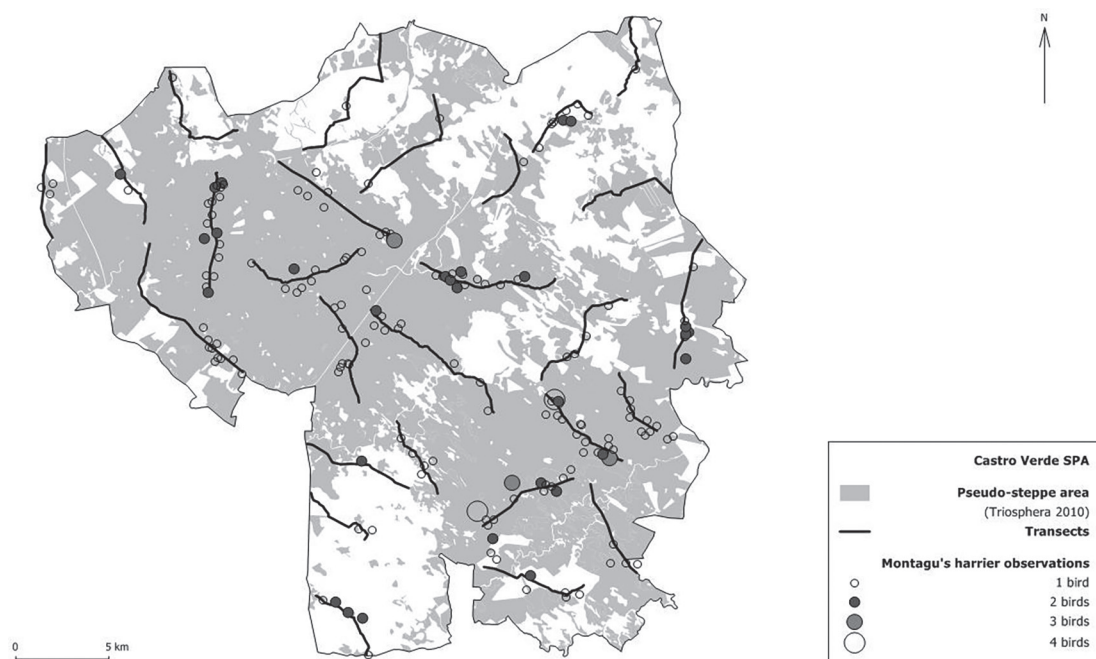 N
Castro Verde SPA
Pseudo-steppe area
(Triosphera 2010)
Transects
Montagu's harrier observations
1 bird
2 birds
3 birds
4 birds
0 5 km